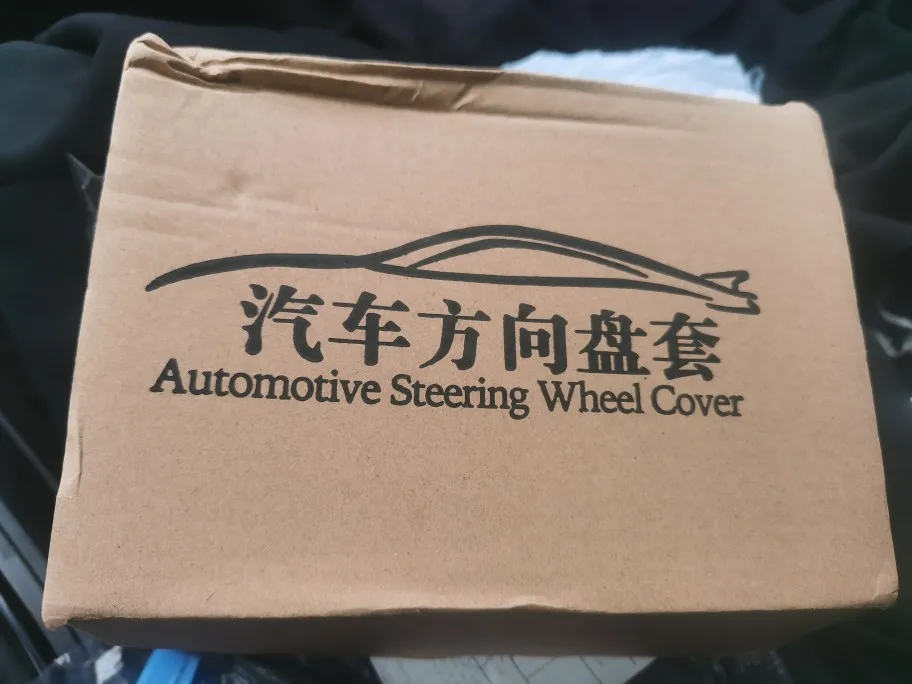 汽车方向盘套
Automotive Steering Wheel Cover